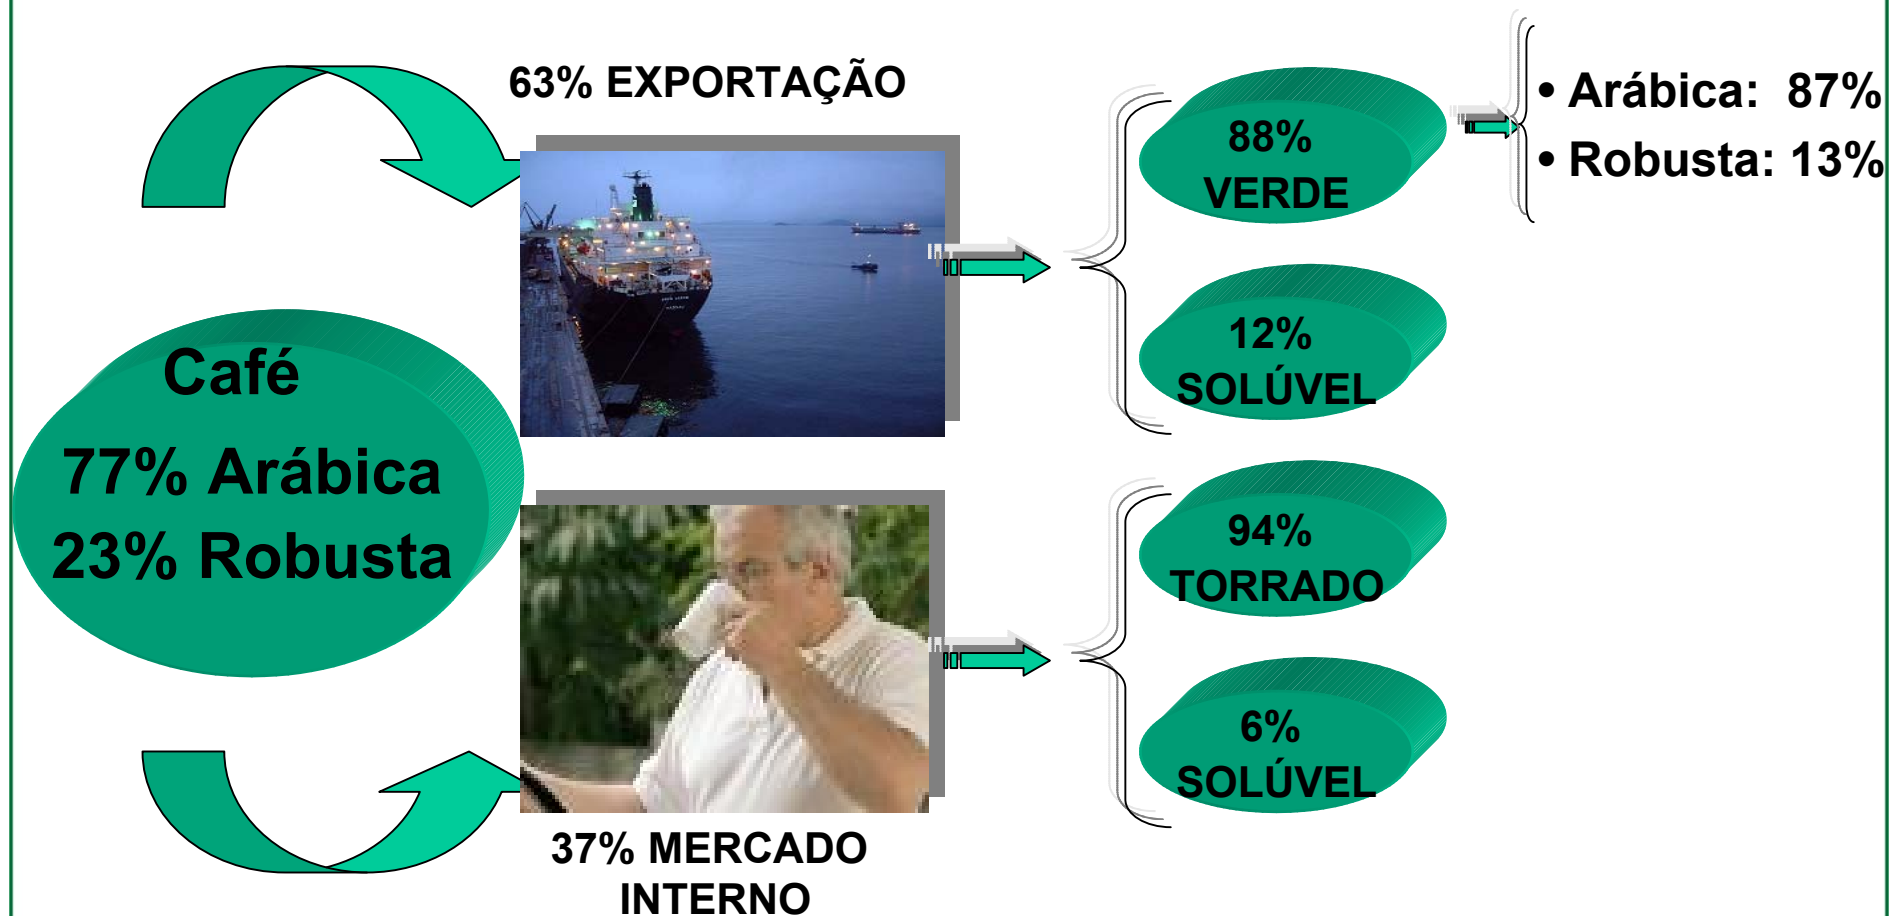 63% EXPORTAÇÃO
88%
VERDE
• Arábica: 87%
• Robusta: 13%
12%
SOLÚVEL
Café
77% Arábica
23% Robusta
94%
TORRADO
6%
SOLÚVEL
37% MERCADO
INTERNO